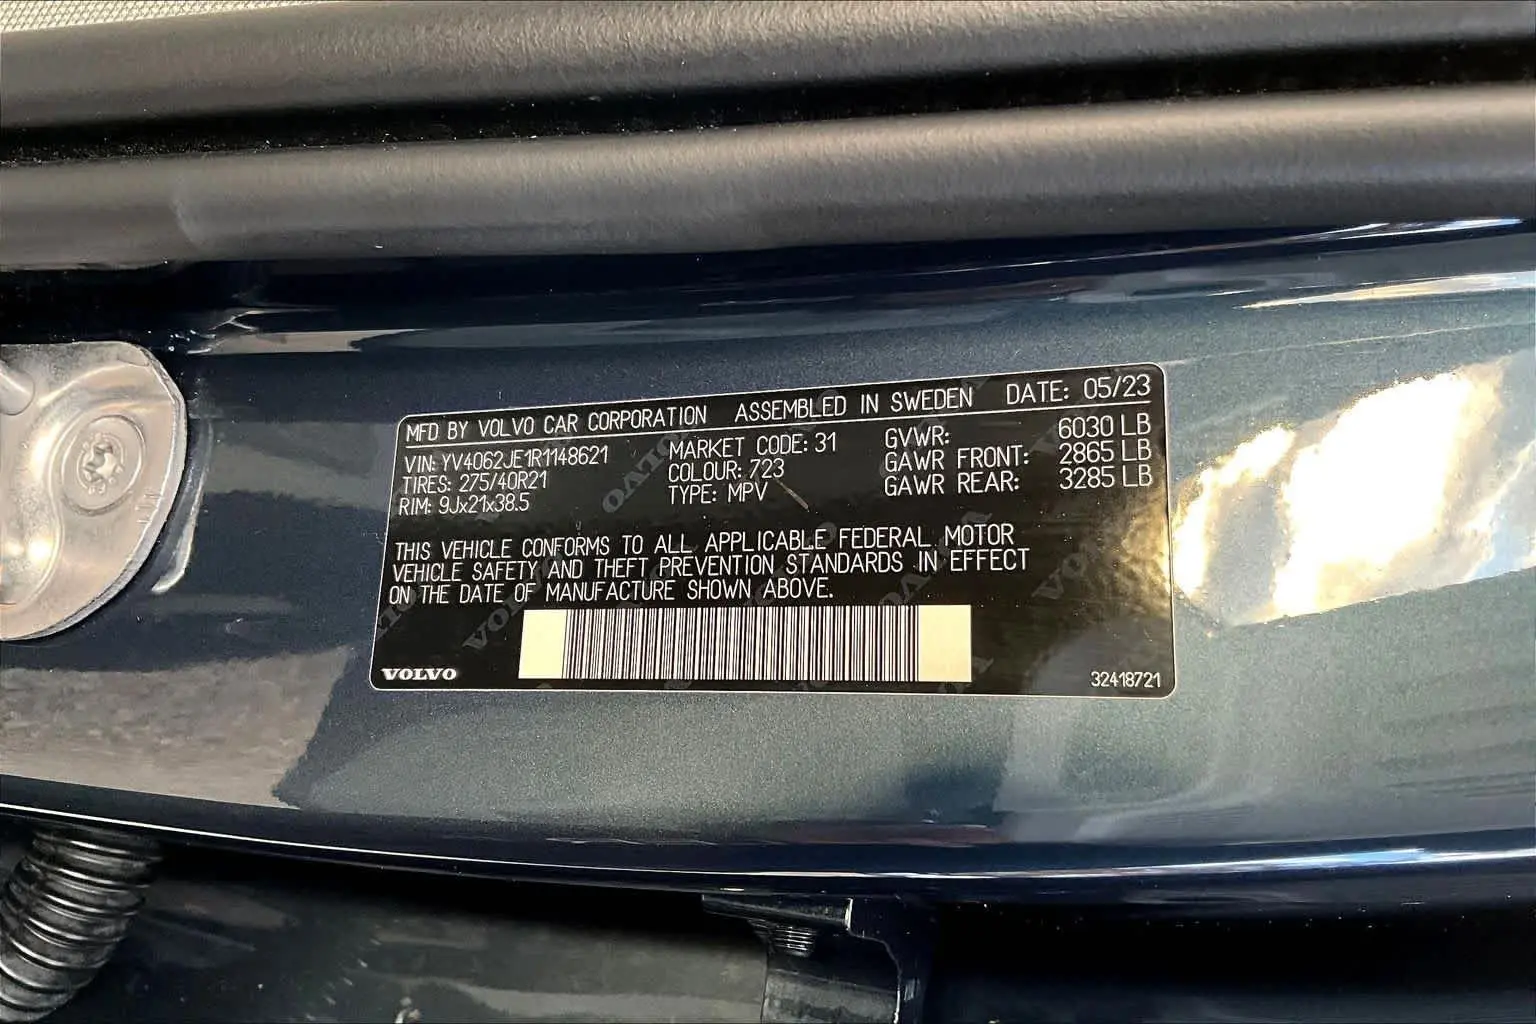 MFD BY VOLVO CAR CORPORATION ASSEMBLED IN SWEDEN DATE: 05/23
VIN: YV4062JE1R1148621 MARKET CODE: 31 GVWR: 6030 LB
TIRES: 275/40R21 COLOUR: 723 GAWR FRONT: 2865 LB
RIM: 9Jx21x38.5 TYPE: MPV GAWR REAR: 3285 LB
THIS VEHICLE CONFORMS TO ALL APPLICABLE FEDERAL MOTOR
VEHICLE SAFETY AND THEFT PREVENTION STANDARDS IN EFFECT
ON THE DATE OF MANUFACTURE SHOWN ABOVE.
VOLVO 32418721